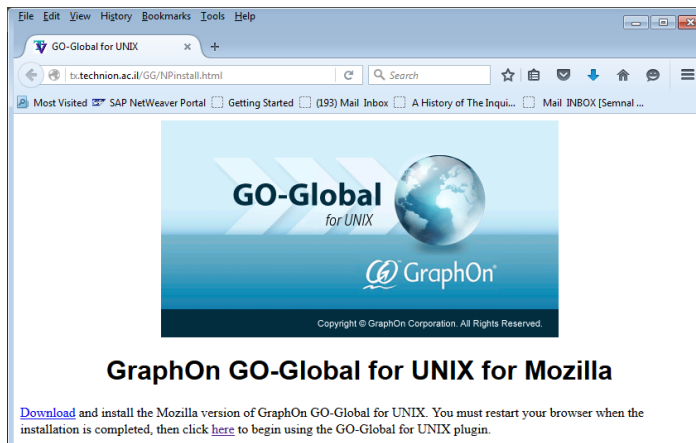 File Edit View History Bookmarks Tools Help
GO-Global for UNIX
tx.technion.ac.il/GG/NPinstall.html
Search
Most Visited SAP NetWeaver Portal Getting Started (193) Mail Inbox A History of The Inqui... Mail INBOX [Semnal ...
GO-Global
for UNIX
GraphOn®
Copyright © GraphOn Corporation. All Rights Reserved.
GraphOn GO-Global for UNIX for Mozilla
Download and install the Mozilla version of GraphOn GO-Global for UNIX. You must restart your browser when the
installation is completed, then click here to begin using the GO-Global for UNIX plugin.